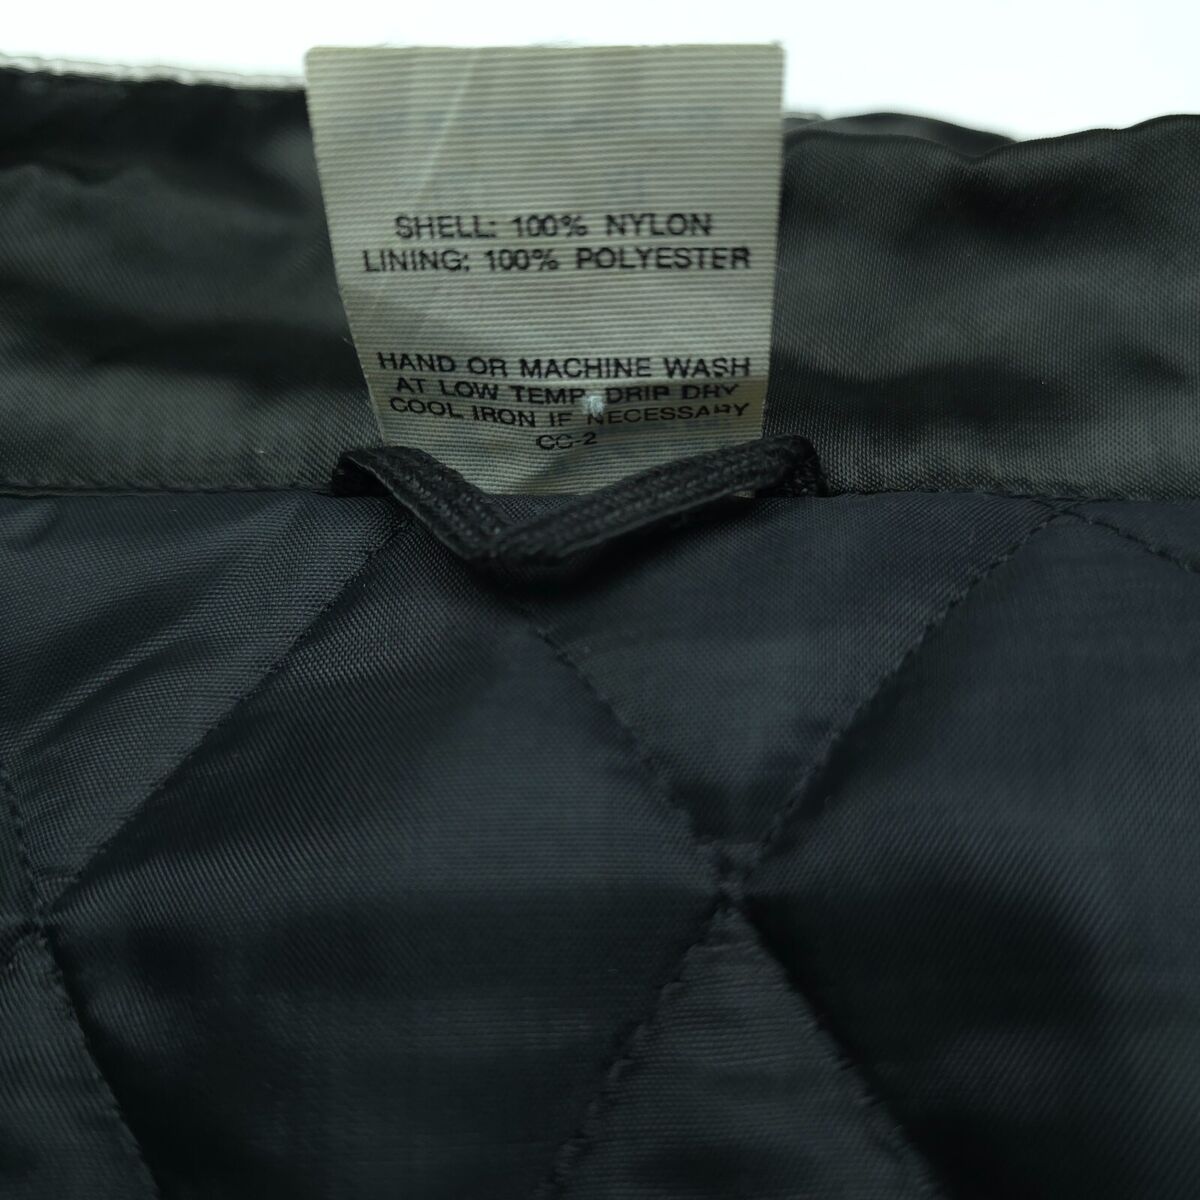 SHELL: 100% NYLON
LINING: 100% POLYESTER
HAND OR MACHINE WASH
AT LOW TEMP. DRIP DRY
COOL IRON IF NECESSARY
CC-2